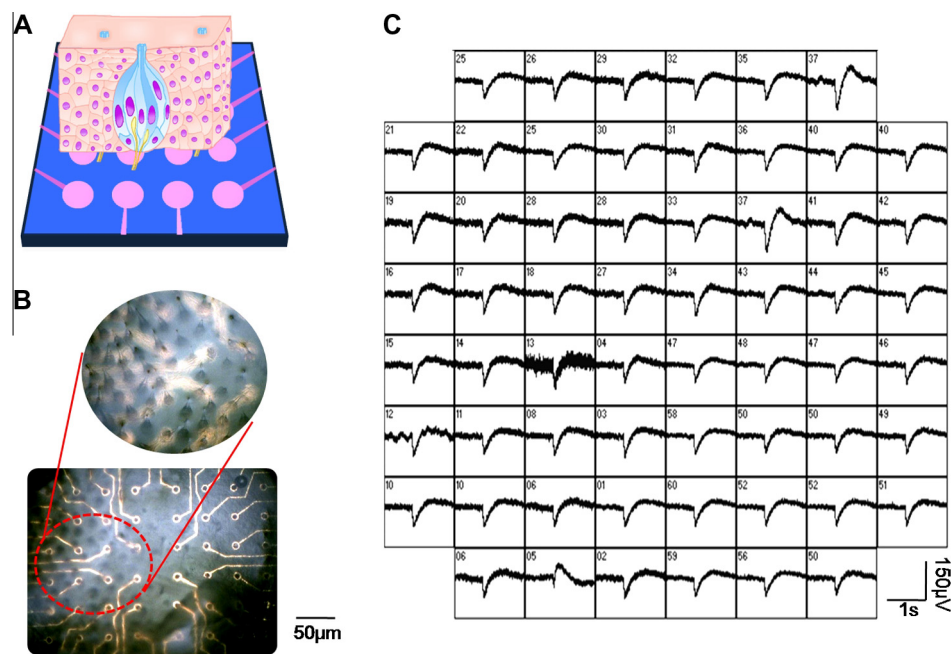 A
C
25 26 29 32 35 37
21 22 25 30 31 36 40 40
19 20 28 28 33 37 41 42
16 17 18 27 34 43 44 45
B
15 14 13 04 47 48 47 46
12 11 08 03 58 50 50 49
10 10 06 01 60 52 52 51
06 05 02 59 56 50
150µV
1s
50µm